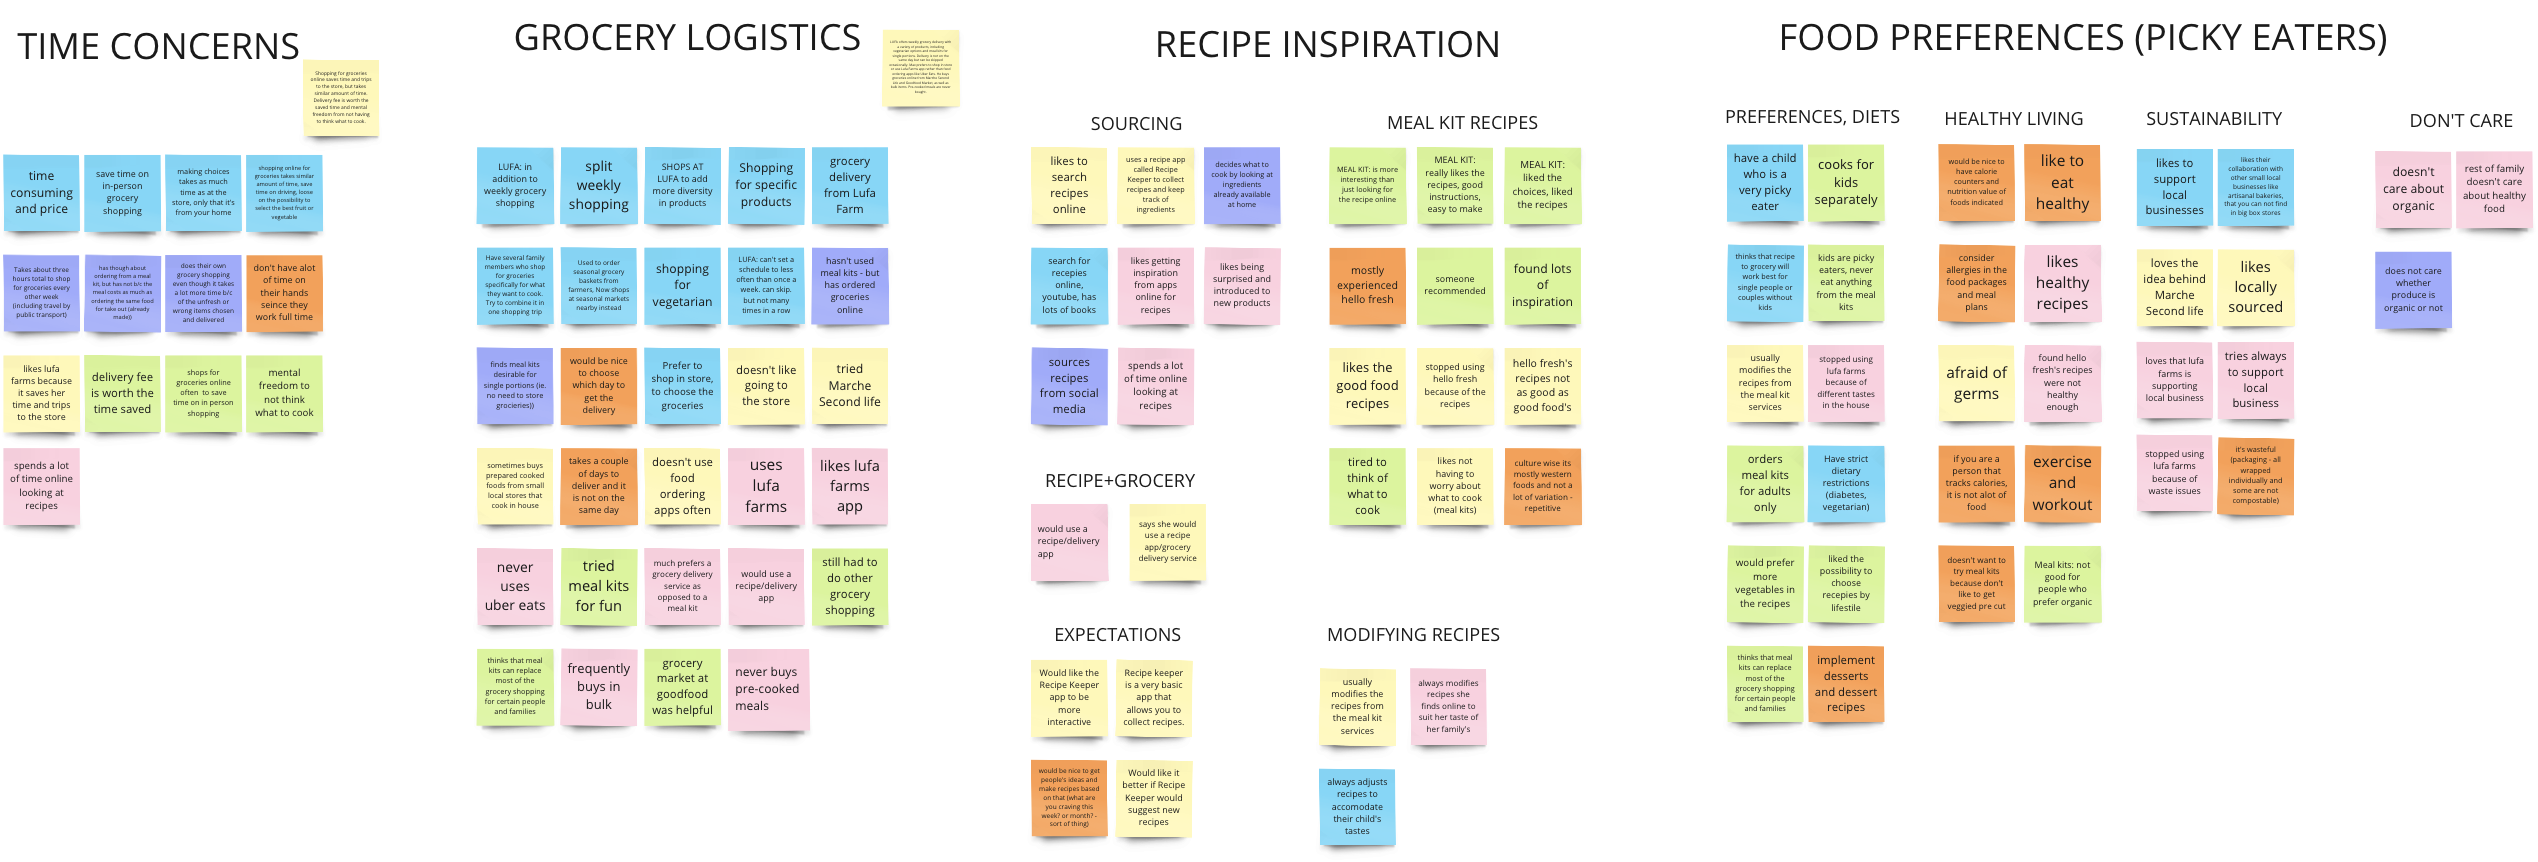 TIME CONCERNS
Shopping for groceries
online saves time and trips
to the store, but takes
similar amount of time.
Delivery fee is worth the
saved time and mental
freedom from not having
to think what to cook.
time
consuming
and price
save time on
in-person
grocery
shopping
making choices
takes as much
time as at the
store, only that it's
from your home
shopping online for
groceries takes similar
amount of time, save
time on driving, loose
on the possibility to
select the best fruit or
vegetable
Takes about three
hours total to shop
for groceries every
other week
(including travel by
public transport)
has though about
ordering from a meal
kit, but has not b/c the
meal costs as much as
ordering the same food
for take out (already
made))
does their own
grocery shopping
even though it takes
a lot more time b/c
of the unfresh or
wrong items chosen
and delivered
don't have alot
of time on
their hands
seince they
work full time
likes lufa
farms because
it saves her
time and trips
to the store
delivery fee
is worth the
time saved
shops for
groceries online
often to save
time on in person
shopping
mental
freedom to
not think
what to cook
spends a lot
of time online
looking at
recipes
GROCERY LOGISTICS
LUFA: in
addition to
weekly grocery
shopping
split
weekly
shopping
SHOPS AT
LUFA to add
more diversity
in products
Shopping
for specific
products
grocery
delivery
from Lufa
Farm
Have several family
members who shop
for groceries
specifically for what
they want to cook.
Try to combine it in
one shopping trip
Used to order
seasonal grocery
baskets from
farmers, Now shops
at seasonal markets
nearby instead
shopping
for
vegetarian
LUFA: can't set a
schedule to less
often than once a
week. can skip.
but not many
times in a row
hasn't used
meal kits - but
has ordered
groceries
online
finds meal kits
desirable for
single portions (ie.
no need to store
grocieries))
would be nice
to choose
which day to
get the
delivery
Prefer to
shop in store,
to choose the
groceries
doesn't like
going to
the store
tried
Marche
Second life
sometimes buys
prepared cooked
foods from small
local stores that
cook in house
takes a couple
of days to
deliver and it
is not on the
same day
doesn't use
food
ordering
apps often
uses
lufa
farms
likes lufa
farms
app
never
uses
uber eats
tried
meal kits
for fun
much prefers a
grocery delivery
service as
opposed to a
meal kit
would use a
recipe/delivery
app
still had to
do other
grocery
shopping
thinks that meal
kits can replace
most of the
grocery shopping
for certain people
and families
frequently
buys in
bulk
grocery
market at
goodfood
was helpful
never buys
pre-cooked
meals
RECIPE INSPIRATION
SOURCING
likes to
search
recipes
online
uses a recipe app
called Recipe
Keeper to collect
recipes and keep
track of
ingredients
decides what to
cook by looking at
ingredients
already available
at home
search for
recepies
online,
youtube, has
lots of books
likes getting
inspiration
from apps
online for
recipes
likes being
surprised and
introduced to
new products
sources
recipes
from social
media
spends a lot
of time online
looking at
recipes
MEAL KIT RECIPES
MEAL KIT: is more
interesting than
just looking for
the recipe online
MEAL KIT:
really likes the
recipes, good
instructions,
easy to make
MEAL KIT:
liked the
choices, liked
the recipes
mostly
experienced
hello fresh
someone
recommended
found lots
of
inspiration
likes the
good food
recipes
stopped using
hello fresh
because of the
recipes
hello fresh's
recipes not
as good as
good food's
tired to
think of
what to
cook
likes not
having to
worry about
what to cook
(meal kits)
culture wise its
mostly western
foods and not a
lot of variation -
repetitive
RECIPE+GROCERY
would use a
recipe/delivery
app
says she would
use a recipe
app/grocery
delivery service
EXPECTATIONS
Would like the
Recipe Keeper
app to be
more
interactive
Recipe keeper
is a very basic
app that
allows you to
collect recipes.
would be nice to get
people's ideas and
make recipes based
on that (what are
you craving this
week? or month? -
sort of thing)
Would like it
better if Recipe
Keeper would
suggest new
recipes
MODIFYING RECIPES
usually
modifies the
recipes from
the meal kit
services
always modifies
recipes she
finds online to
suit her taste of
her family's
always adjusts
recipes to
accomodate
their child's
tastes
FOOD PREFERENCES (PICKY EATERS)
PREFERENCES, DIETS
have a child
who is a
very picky
eater
cooks for
kids
separately
thinks that recipe
to grocery will
work best for
single people or
couples without
kids
kids are picky
eaters, never
eat anything
from the meal
kits
usually
modifies the
recipes from
the meal kit
services
stopped using
lufa farms
because of
different tastes
in the house
orders
meal kits
for adults
only
Have strict
dietary
restrictions
(diabetes,
vegetarian)
would prefer
more
vegetables in
the recipes
liked the
possibility to
choose
recepies by
lifestile
thinks that meal
kits can replace
most of the
grocery shopping
for certain people
and families
implement
desserts
and dessert
recipes
HEALTHY LIVING
would be nice to
have calorie
counters and
nutrition value of
foods indicated
like to
eat
healthy
consider
allergies in the
food packages
and meal
plans
likes
healthy
recipes
afraid of
germs
found hello
fresh's recipes
were not
healthy
enough
if you are a
person that
tracks calories,
it is not alot of
food
exercise
and
workout
doesn't want to
try meal kits
because don't
like to get
veggied pre cut
Meal kits: not
good for
people who
prefer organic
SUSTAINABILITY
likes to
support
local
businesses
likes their
collaboration with
other small local
businesses like
artisanal bakeries,
that you can not find
in big box stores
loves the
idea behind
Marche
Second life
likes
locally
sourced
loves that lufa
farms is
supporting
local business
tries always
to support
local
business
stopped using
lufa farms
because of
waste issues
it's wasteful
(packaging - all
wrapped
individually and
some are not
compostable)
DON'T CARE
doesn't
care about
organic
rest of family
doesn't care
about healthy
food
does not care
whether
produce is
organic or not